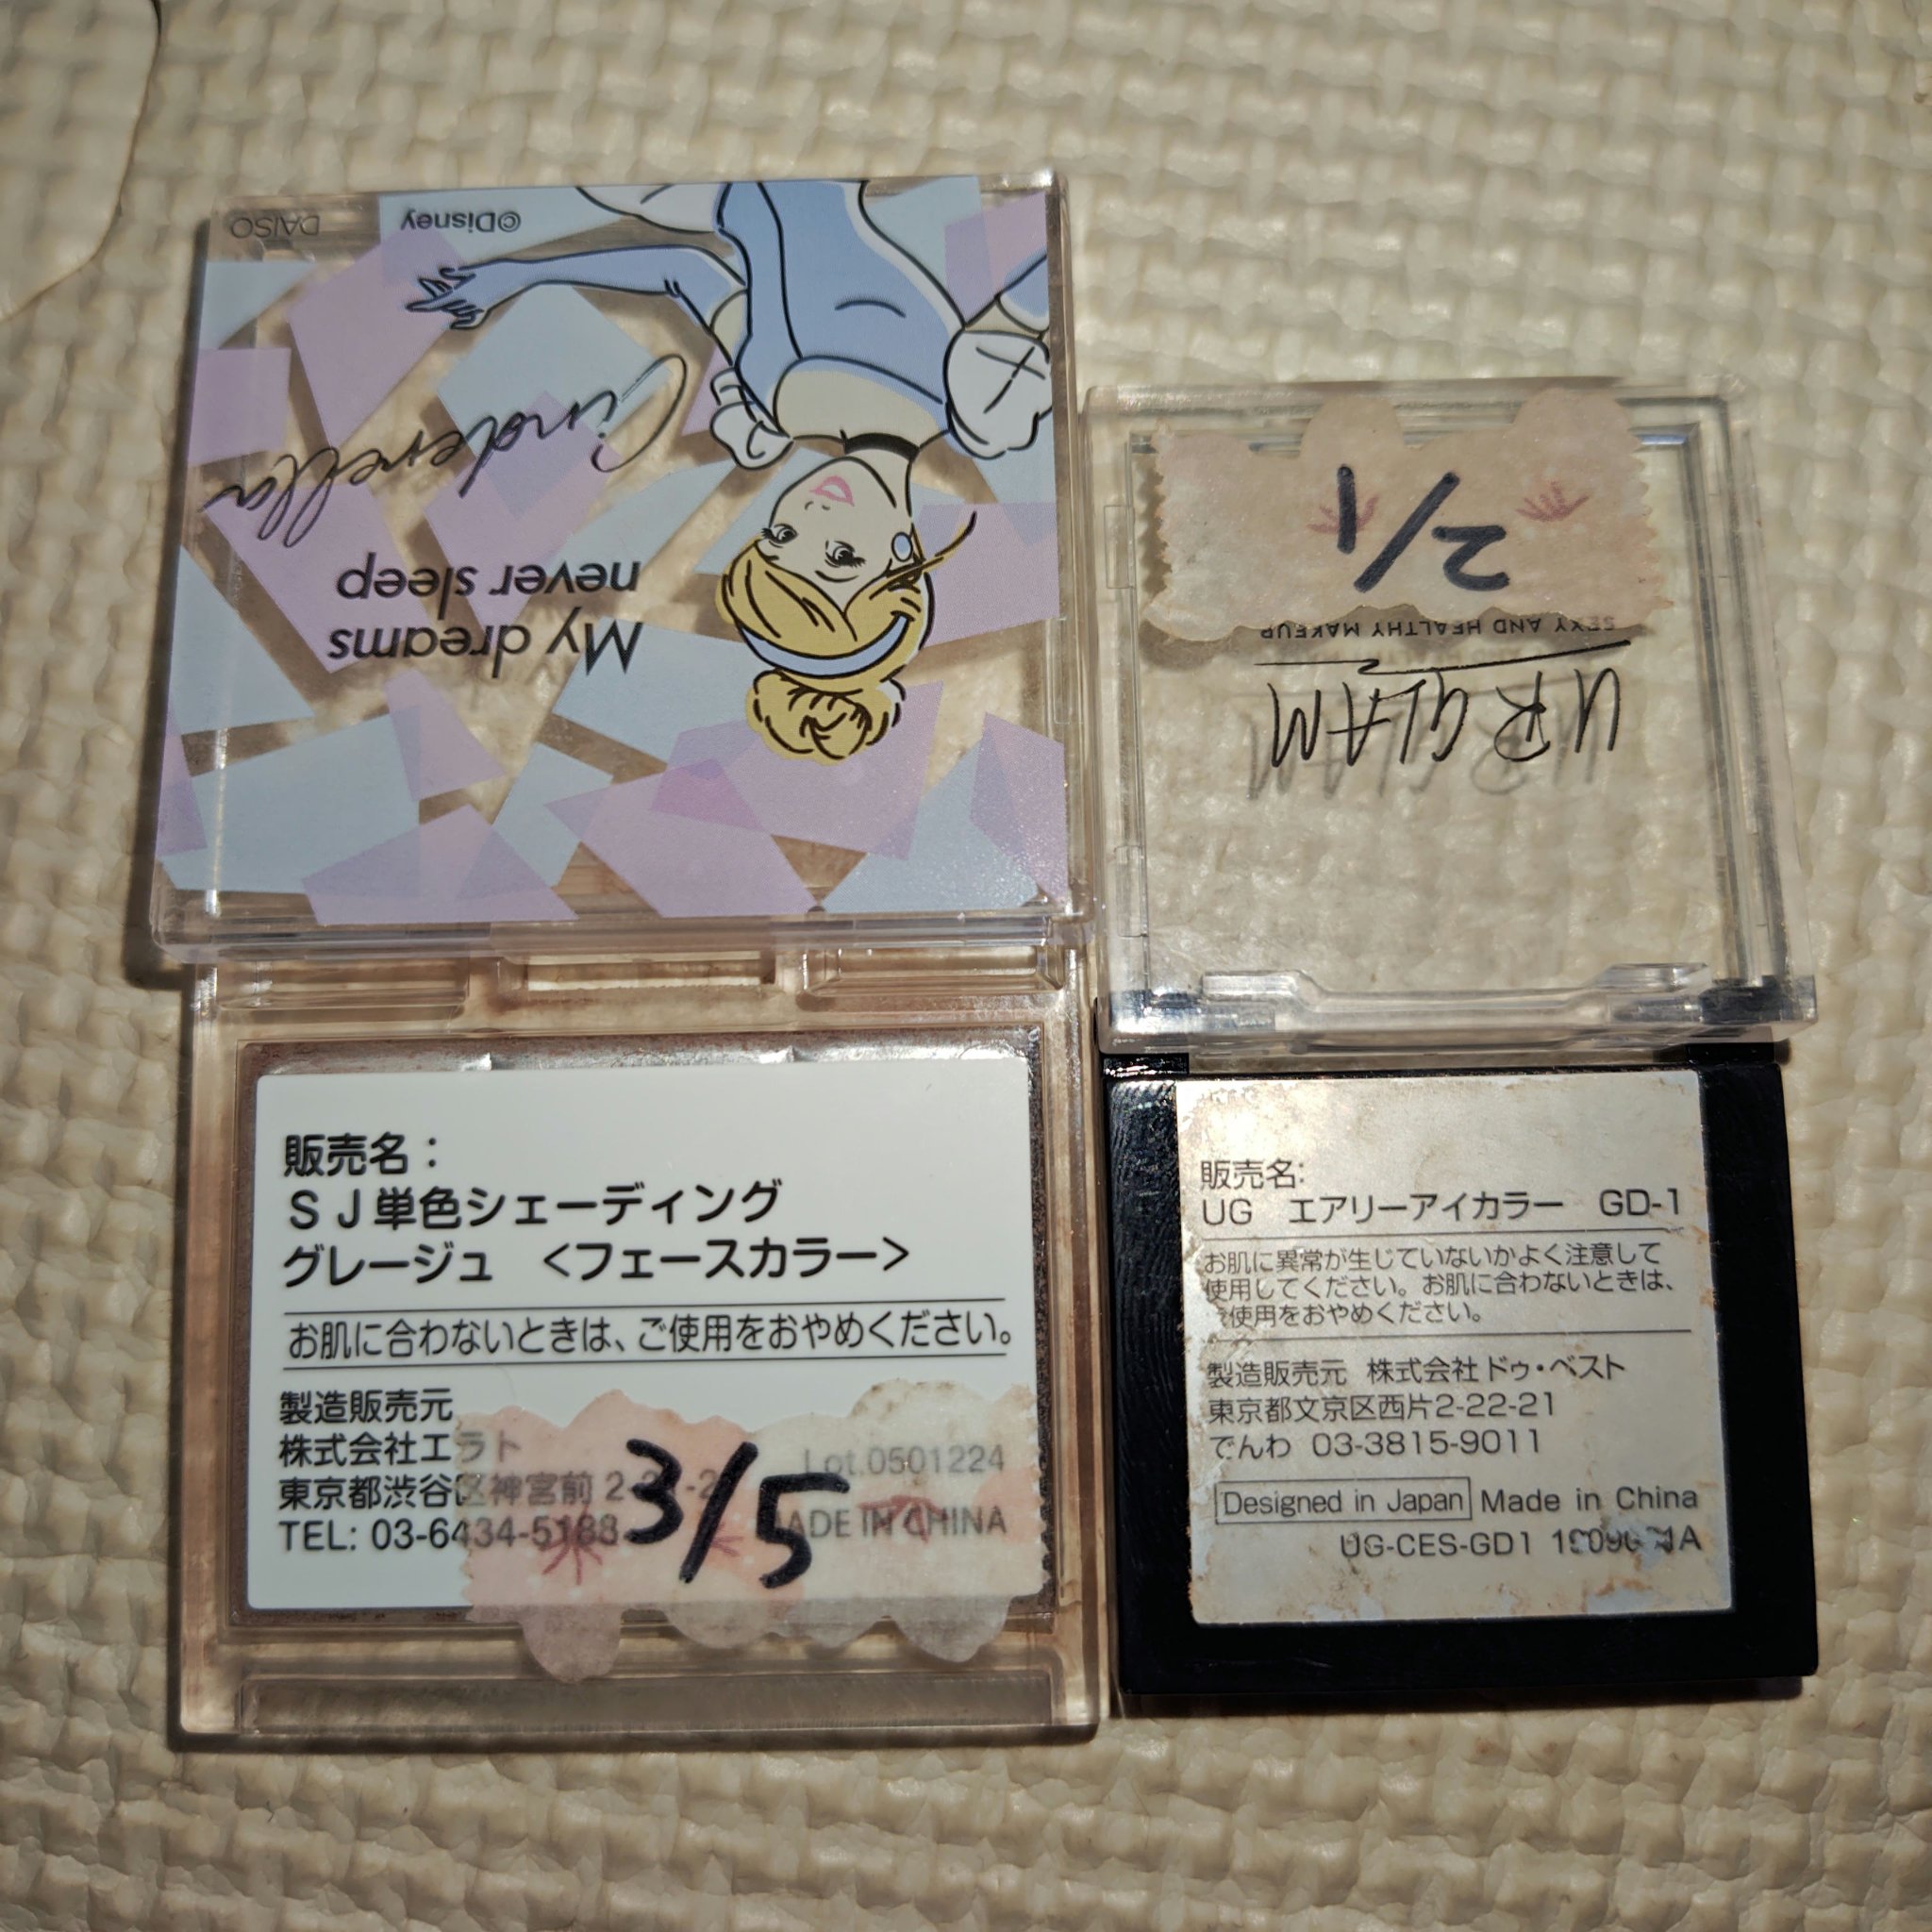 DAISO
©Disney
Cinderella
My dreams
never sleep
販売名：
ＳＪ単色シェーディング
グレージュ　＜フェースカラー＞
お肌に合わないときは、ご使用をおやめください。
製造販売元
株式会社エラト
東京都渋谷区神宮前
TEL: 03-6434-5188
Lot.0501224
MADE IN CHINA
3/5
2/1
UR GLAM
SEXY AND HEALTHY MAKEUP
販売名:
UG　エアリーアイカラー　GD-1
お肌に異常が生じていないかよく注意して
使用してください。お肌に合わないときは、
使用をおやめください。
製造販売元 株式会社ドゥ・ベスト
東京都文京区西片2-22-21
でんわ 03-3815-9011
Designed in Japan Made in China
UG-CES-GD1